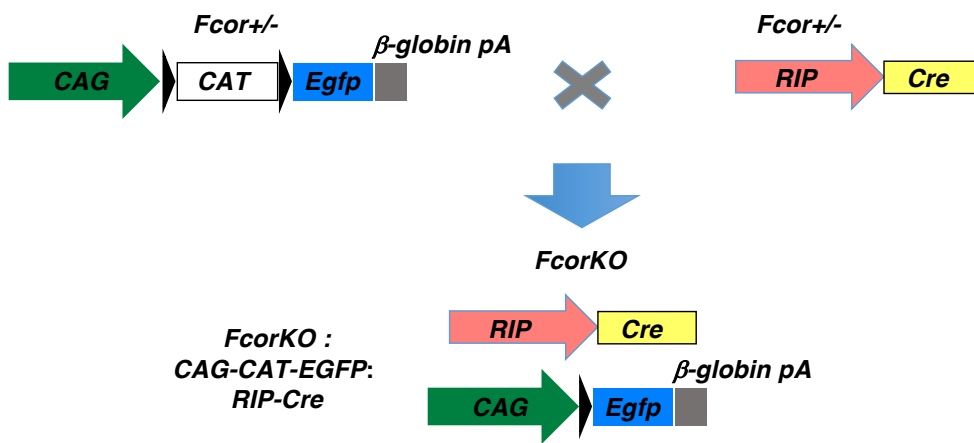 Fcor+/-
Fcor+/-
β-globin pA
CAG
CAT
Egfp
RIP
Cre
FcorKO
RIP
Cre
FcorKO :
CAG-CAT-EGFP:
RIP-Cre
β-globin pA
CAG
Egfp